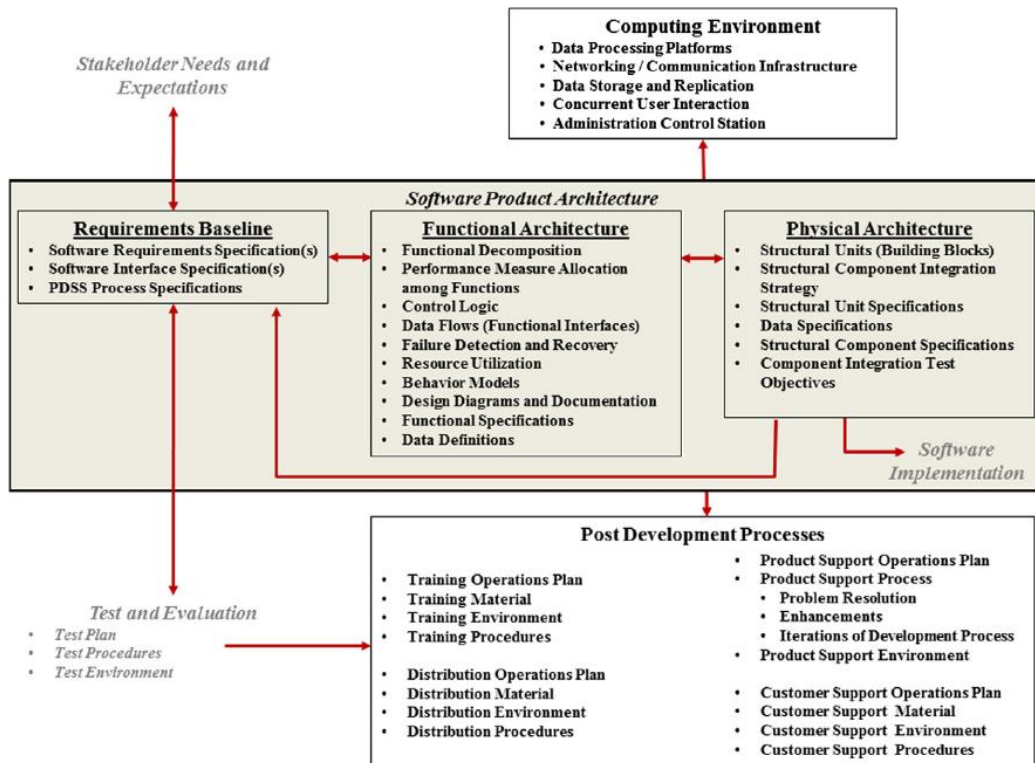 Computing Environment
• Data Processing Platforms
• Networking / Communication Infrastructure
• Data Storage and Replication
• Concurrent User Interaction
• Administration Control Station
Stakeholder Needs and
Expectations
Software Product Architecture
Requirements Baseline
• Software Requirements Specification(s)
• Software Interface Specification(s)
• PDSS Process Specifications
Functional Architecture
• Functional Decomposition
• Performance Measure Allocation
among Functions
• Control Logic
• Data Flows (Functional Interfaces)
• Failure Detection and Recovery
• Resource Utilization
• Behavior Models
• Design Diagrams and Documentation
• Functional Specifications
• Data Definitions
Physical Architecture
• Structural Units (Building Blocks)
• Structural Component Integration
Strategy
• Structural Unit Specifications
• Data Specifications
• Structural Component Specifications
• Component Integration Test
Objectives
Software
Implementation
Test and Evaluation
• Test Plan
• Test Procedures
• Test Environment
Post Development Processes
• Training Operations Plan
• Training Material
• Training Environment
• Training Procedures
• Distribution Operations Plan
• Distribution Material
• Distribution Environment
• Distribution Procedures
• Product Support Operations Plan
• Product Support Process
• Problem Resolution
• Enhancements
• Iterations of Development Process
• Product Support Environment
• Customer Support Operations Plan
• Customer Support Material
• Customer Support Environment
• Customer Support Procedures